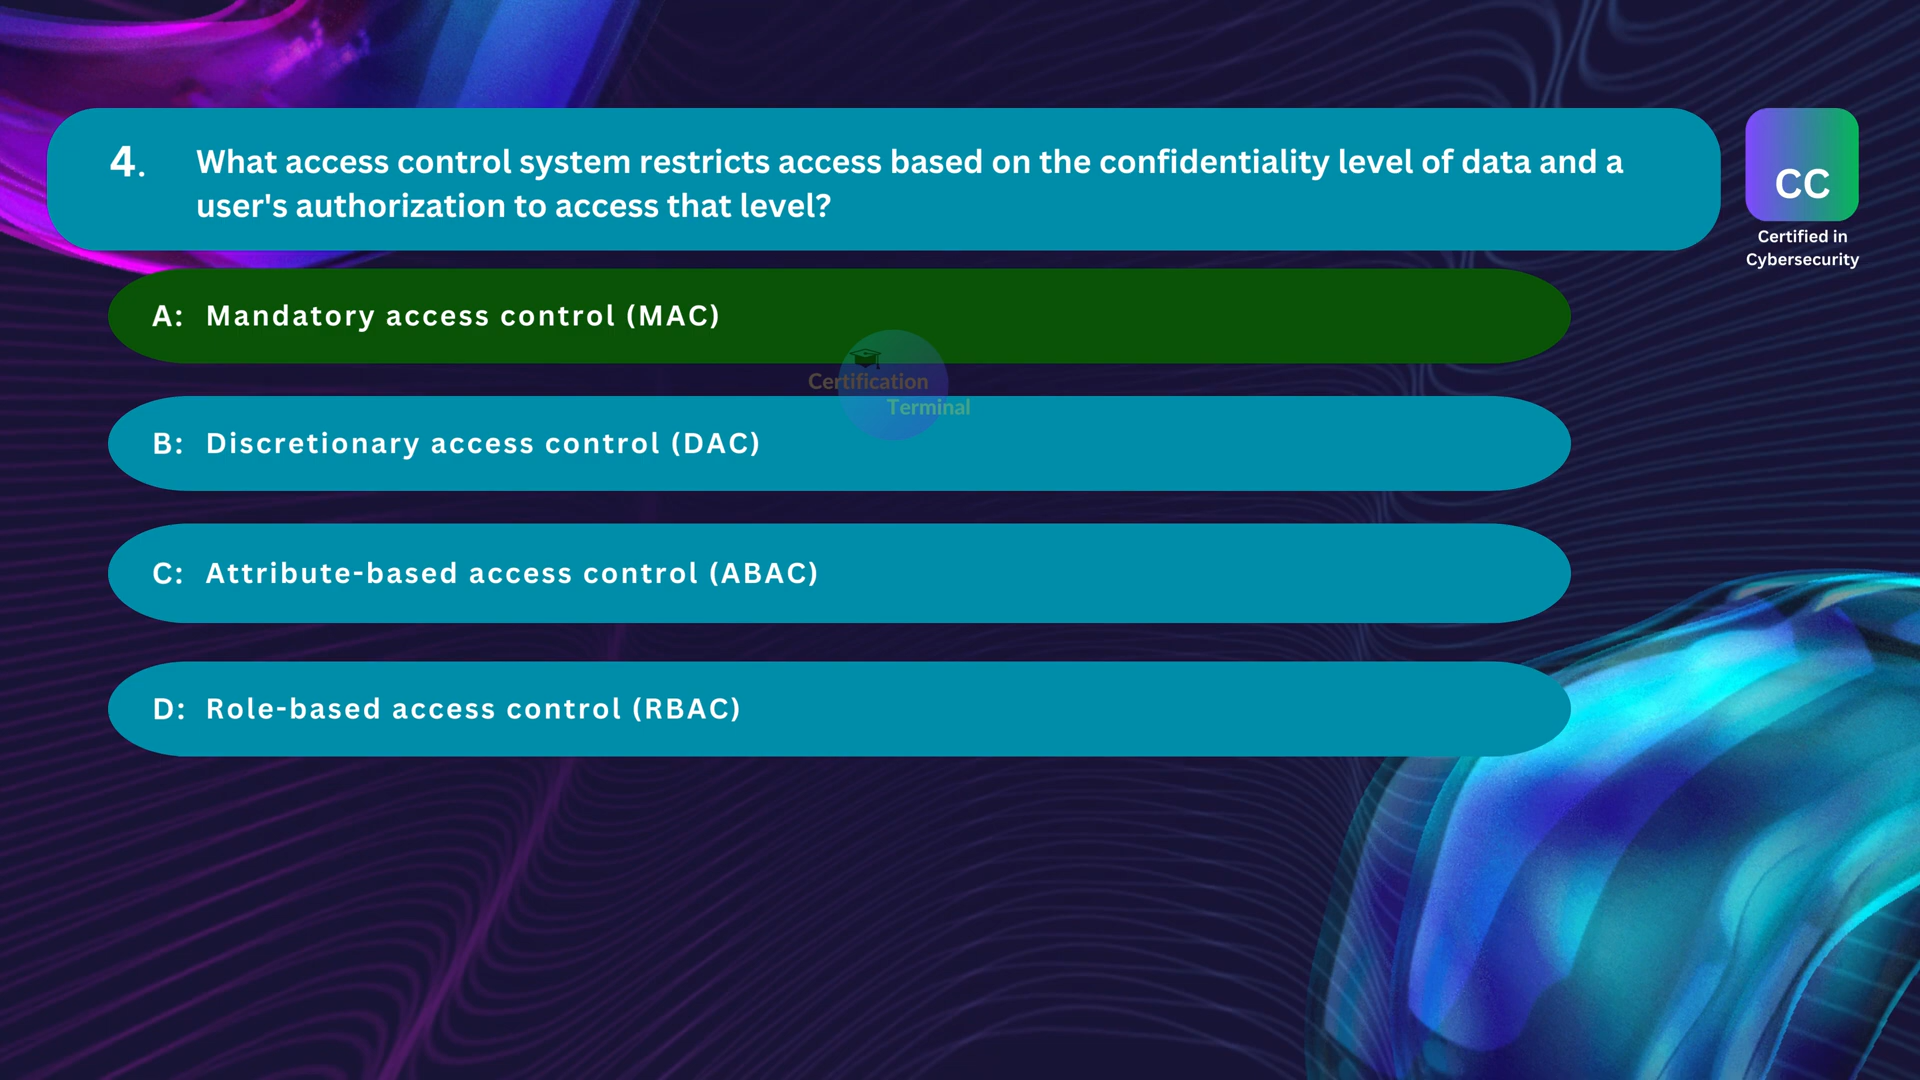 4. What access control system restricts access based on the confidentiality level of data and a
user's authorization to access that level?
CC
Certified in
Cybersecurity
A: Mandatory access control (MAC)
Certification
Terminal
B: Discretionary access control (DAC)
C: Attribute-based access control (ABAC)
D: Role-based access control (RBAC)